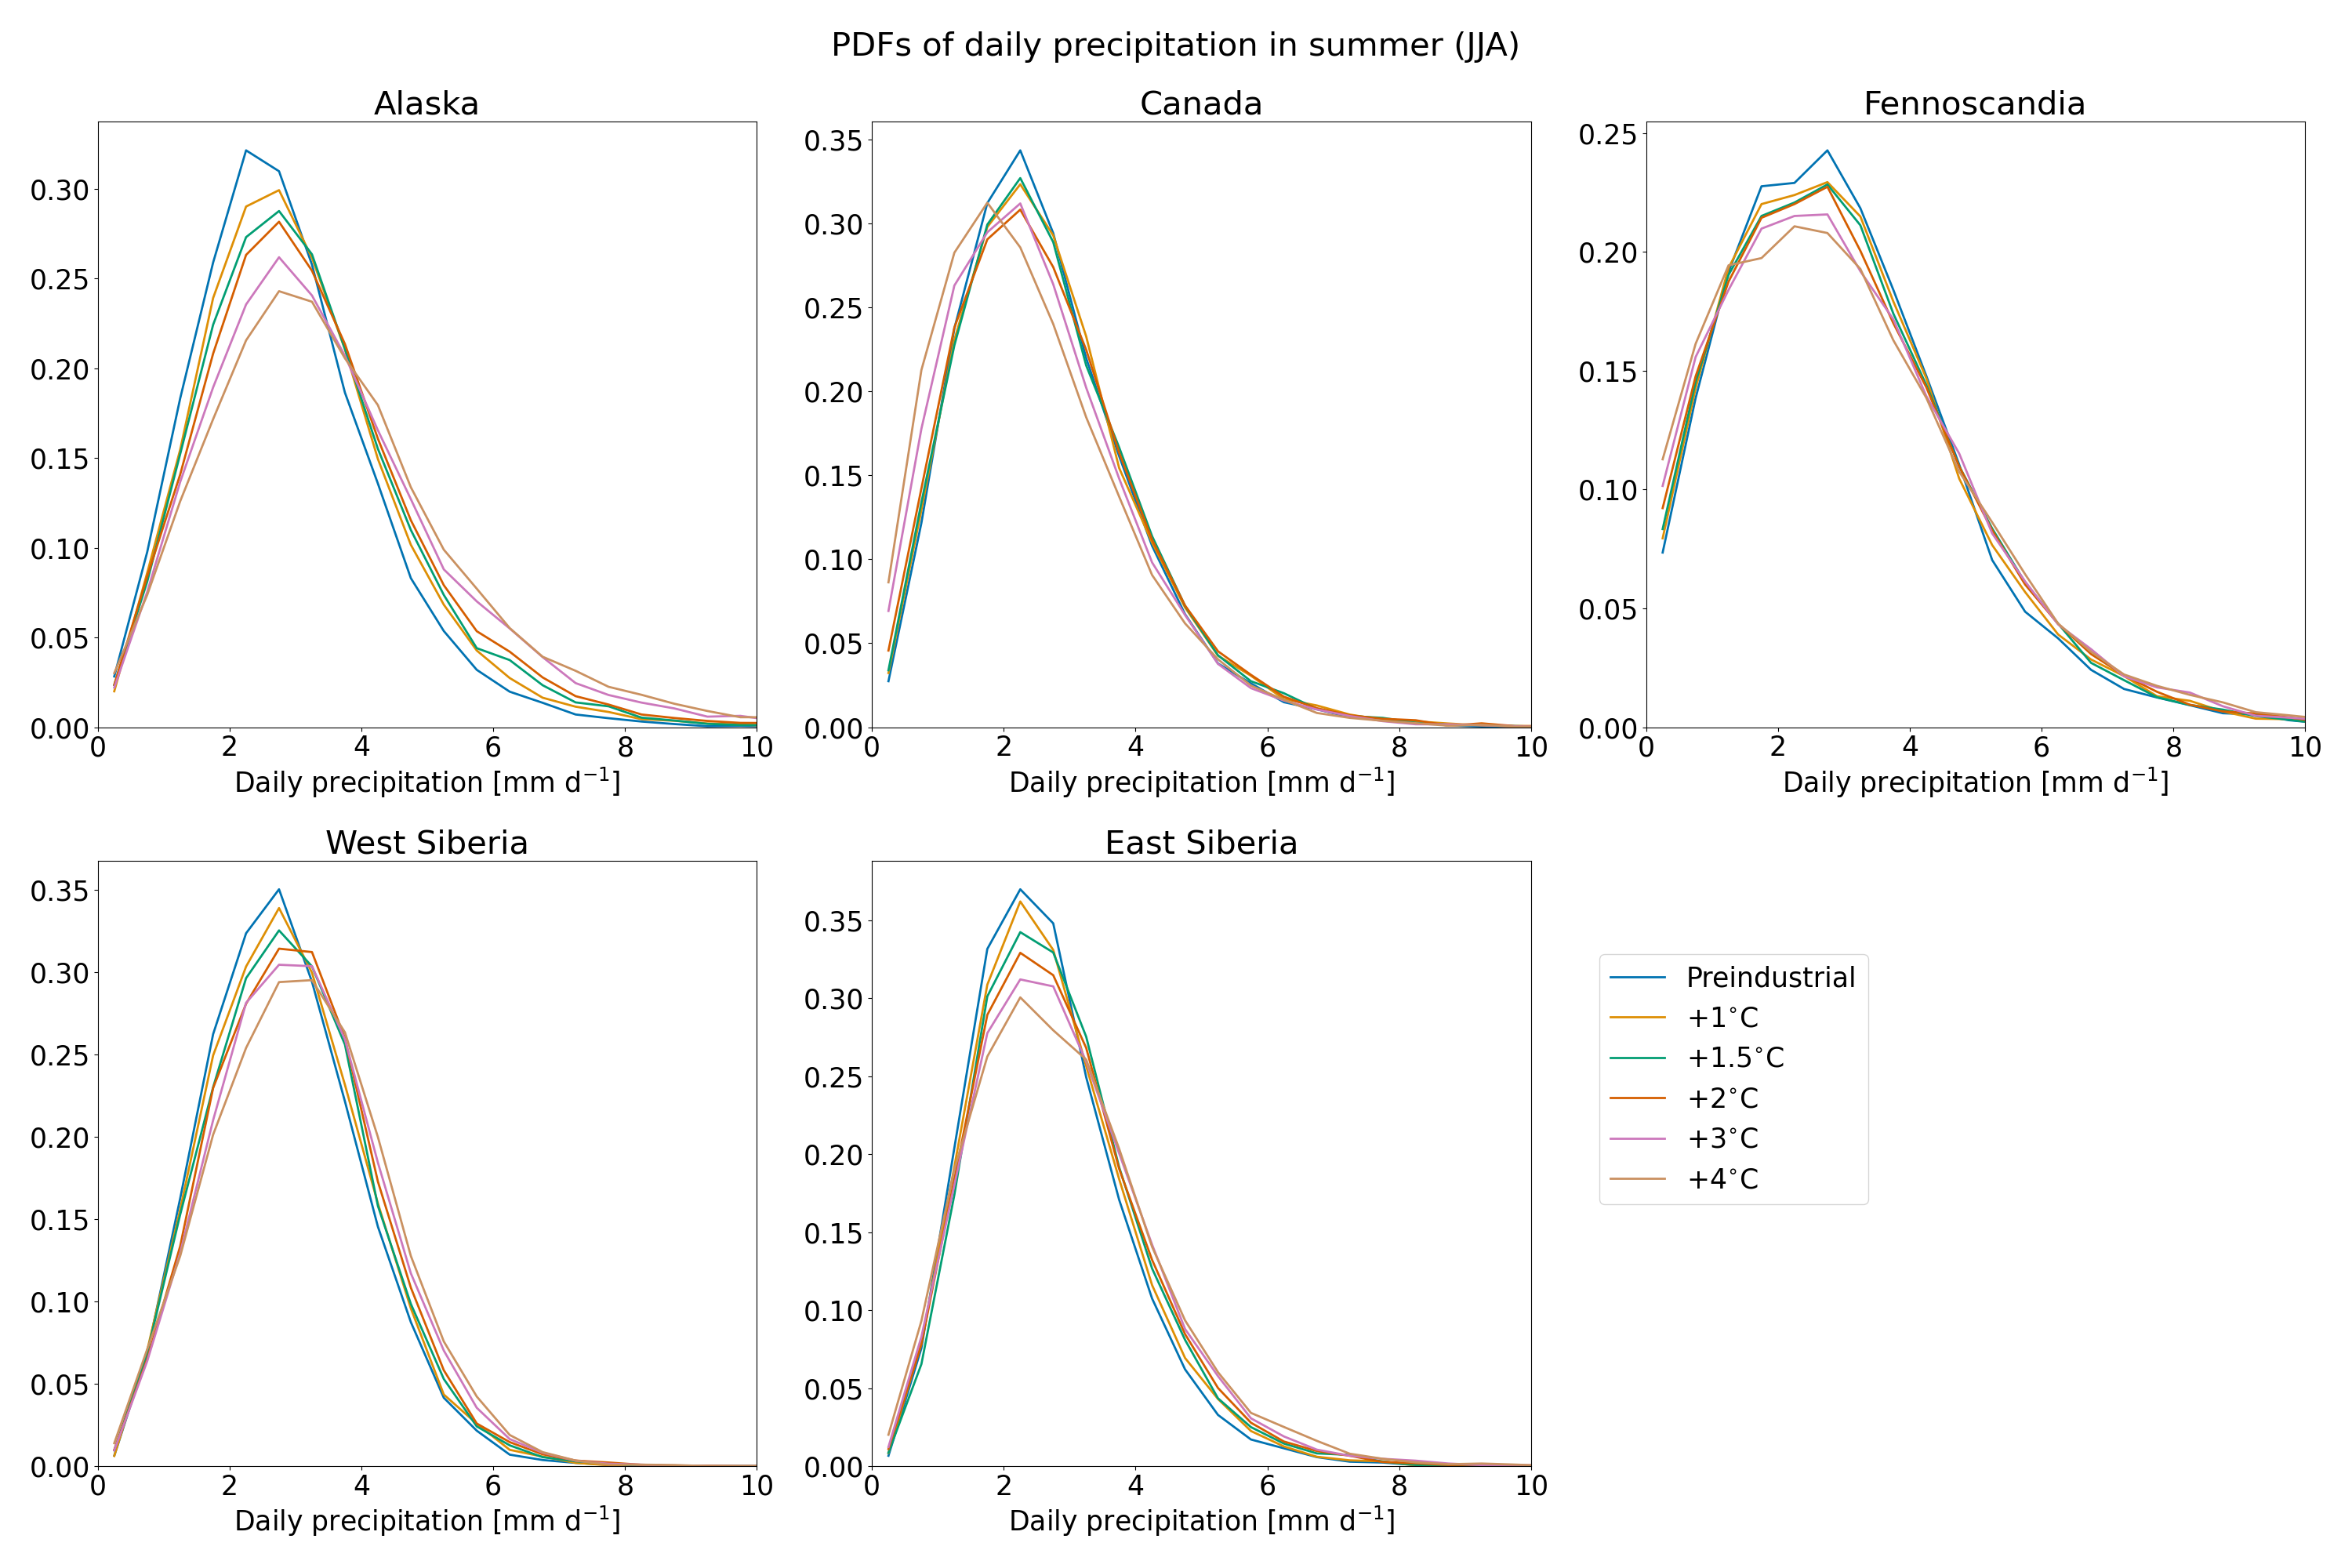 PDFs of daily precipitation in summer (JJA)
Alaska
0.30
0.25
0.20
0.15
0.10
0.05
0.00
0 2 4 6 8 10
Daily precipitation [mm d⁻¹]
Canada
0.35
0.30
0.25
0.20
0.15
0.10
0.05
0.00
0 2 4 6 8 10
Daily precipitation [mm d⁻¹]
Fennoscandia
0.25
0.20
0.15
0.10
0.05
0.00
0 2 4 6 8 10
Daily precipitation [mm d⁻¹]
West Siberia
0.35
0.30
0.25
0.20
0.15
0.10
0.05
0.00
0 2 4 6 8 10
Daily precipitation [mm d⁻¹]
East Siberia
0.35
0.30
0.25
0.20
0.15
0.10
0.05
0.00
0 2 4 6 8 10
Daily precipitation [mm d⁻¹]
Preindustrial
+1°C
+1.5°C
+2°C
+3°C
+4°C